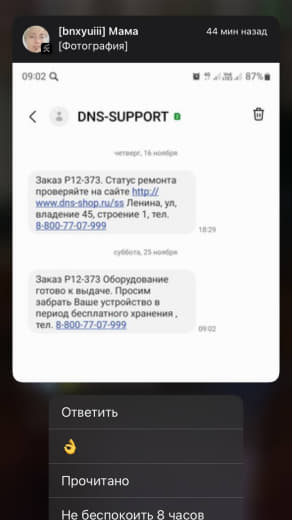 [bnxyuiii] Мама
44 мин назад
[Фотография]
09:02
87%
DNS-SUPPORT
четверг, 16 ноября
Заказ Р12-373. Статус ремонта
проверяйте на сайте http://
www.dns-shop.ru/ss Ленина, ул,
владение 45, строение 1, тел.
8-800-77-07-999
18:29
суббота, 25 ноября
Заказ Р12-373 Оборудование
готово к выдаче. Просим
забрать Ваше устройство в
период бесплатного хранения ,
тел. 8-800-77-07-999
09:02
Ответить
👌
Прочитано
Не беспокоить 8 часов